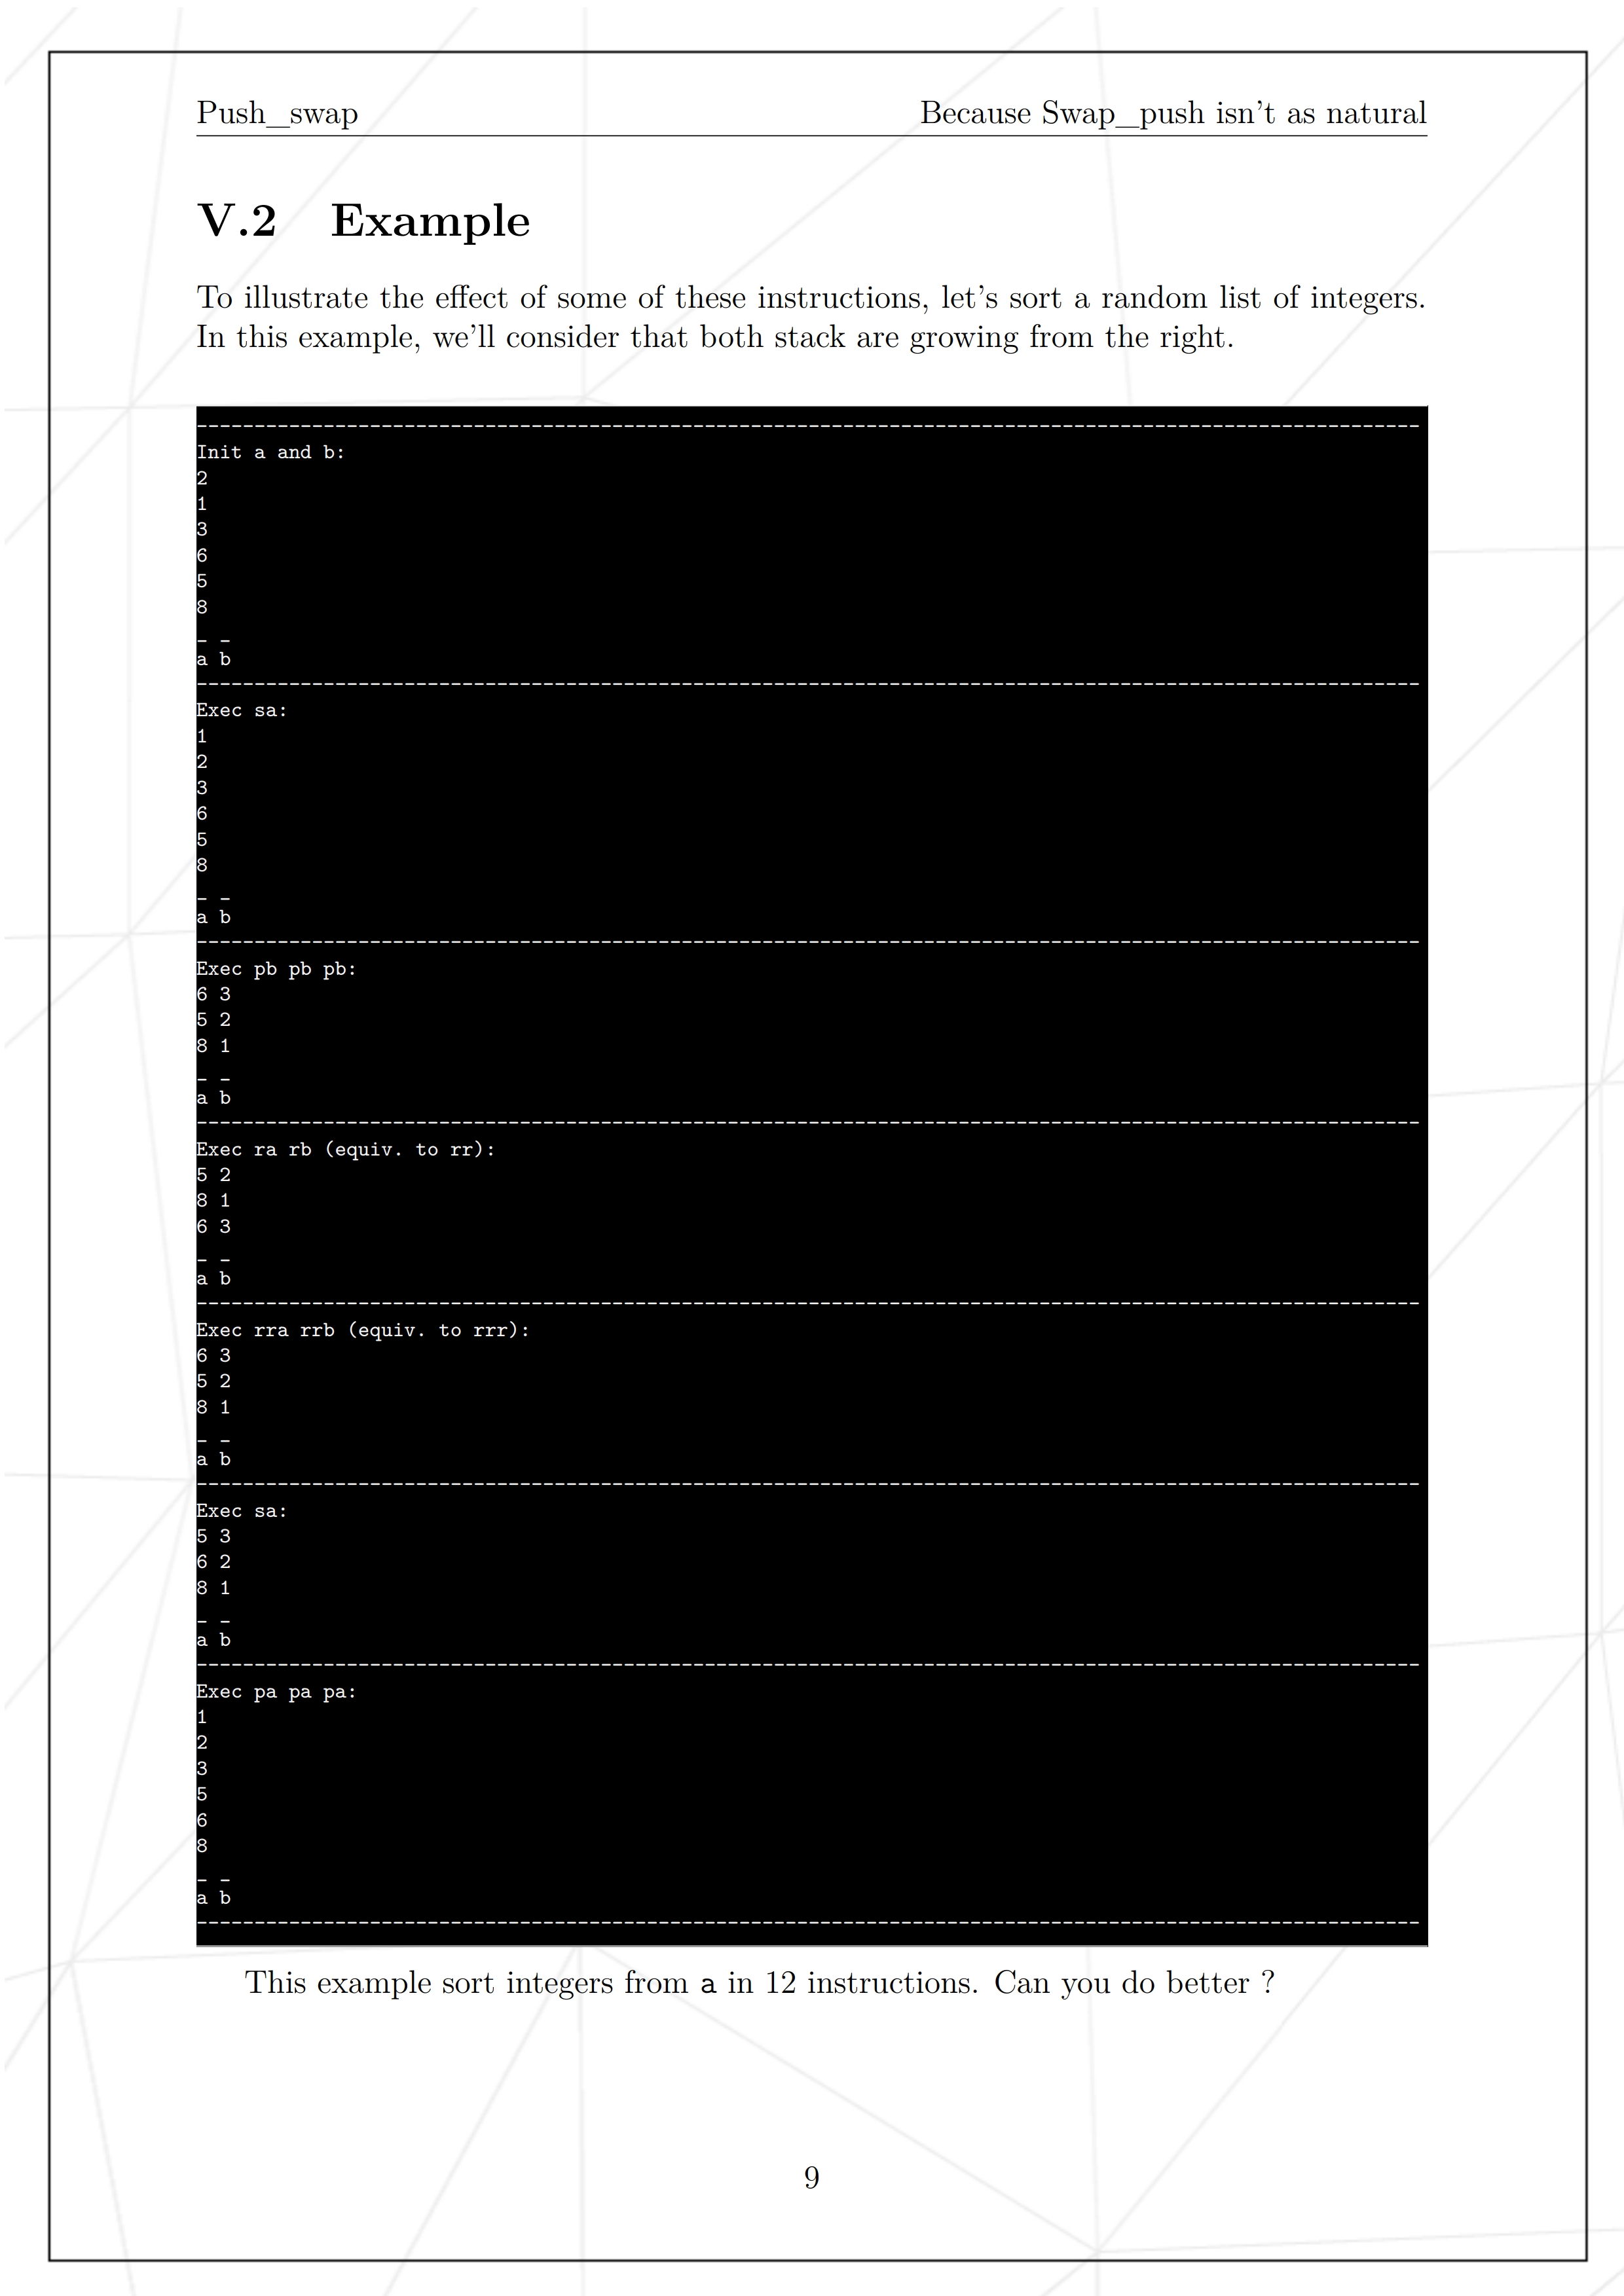 Push_swap Because Swap_push isn't as natural
V.2 Example
To illustrate the effect of some of these instructions, let's sort a random list of integers.
In this example, we'll consider that both stack are growing from the right.
----------------------------------------------------------------------------------------------------------
Init a and b:
2
1
3
6
5
8
_ _
a b
----------------------------------------------------------------------------------------------------------
Exec sa:
1
2
3
6
5
8
_ _
a b
----------------------------------------------------------------------------------------------------------
Exec pb pb pb:
6 3
5 2
8 1
_ _
a b
----------------------------------------------------------------------------------------------------------
Exec ra rb (equiv. to rr):
5 2
8 1
6 3
_ _
a b
----------------------------------------------------------------------------------------------------------
Exec rra rrb (equiv. to rrr):
6 3
5 2
8 1
_ _
a b
----------------------------------------------------------------------------------------------------------
Exec sa:
5 3
6 2
8 1
_ _
a b
----------------------------------------------------------------------------------------------------------
Exec pa pa pa:
1
2
3
5
6
8
_ _
a b
----------------------------------------------------------------------------------------------------------
This example sort integers from a in 12 instructions. Can you do better ?
9